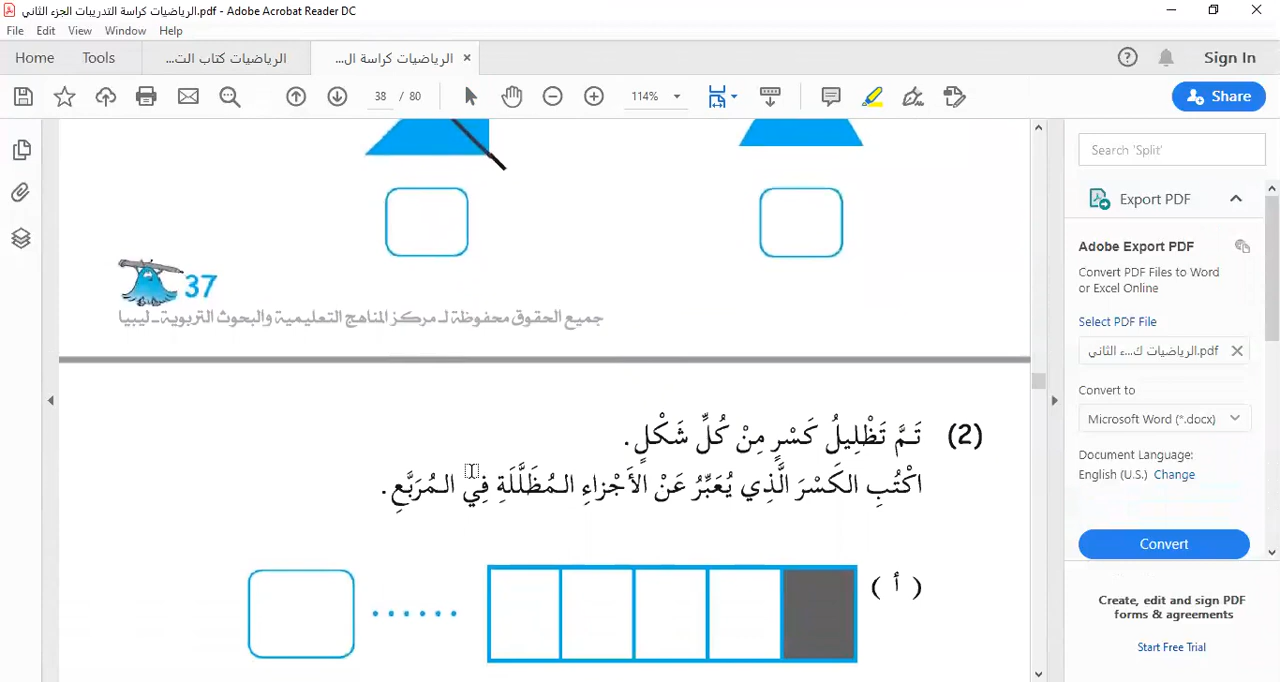 الرياضيات كراسة التدريبات الجزء الثاني.pdf - Adobe Acrobat Reader DC
File Edit View Window Help
Home Tools الرياضيات كتاب الت... الرياضيات كراسة ال... ×
Sign In
38 / 80 114% Share
Search 'Split'
Export PDF
Adobe Export PDF
Convert PDF Files to Word
or Excel Online
Select PDF File
الرياضيات ك...ء الثاني.pdf
Convert to
Microsoft Word (*.docx)
Document Language:
English (U.S.) Change
Convert
Create, edit and sign PDF
forms & agreements
Start Free Trial
37
جميع الحقوق محفوظة لـ مركز المناهج التعليمية والبحوث التربوية - ليبيا
(2) تَمَّ تَظْلِيلُ كَسْرٍ مِنْ كُلِّ شَكْلٍ.
اكْتُبِ الكَسْرَ الَّذِي يُعَبِّرُ عَنْ الأَجْزاءِ الـمُظَلَّلَةِ فِي الـمُرَبَّعِ.
( أ ) ......